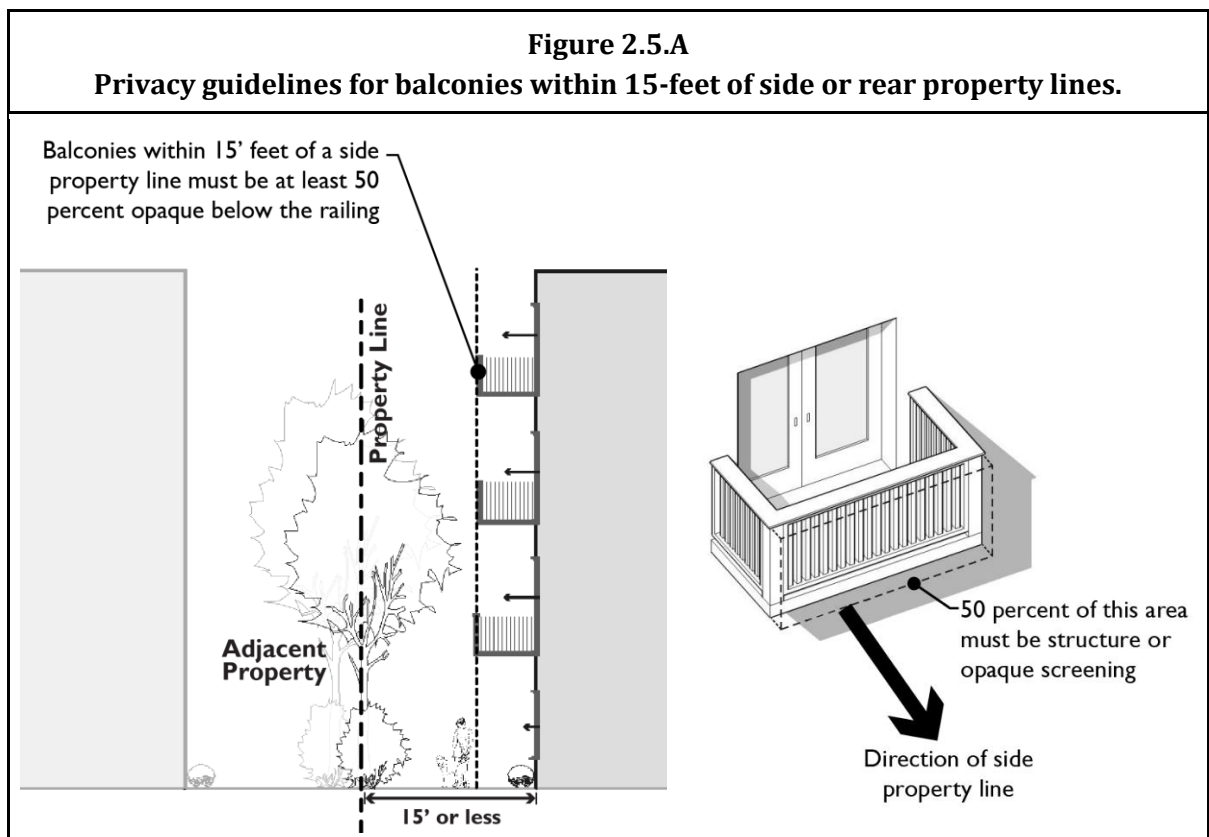 Figure 2.5.A
Privacy guidelines for balconies within 15-feet of side or rear property lines.
Balconies within 15' feet of a side
property line must be at least 50
percent opaque below the railing
Property Line
Adjacent
Property
15' or less
50 percent of this area
must be structure or
opaque screening
Direction of side
property line